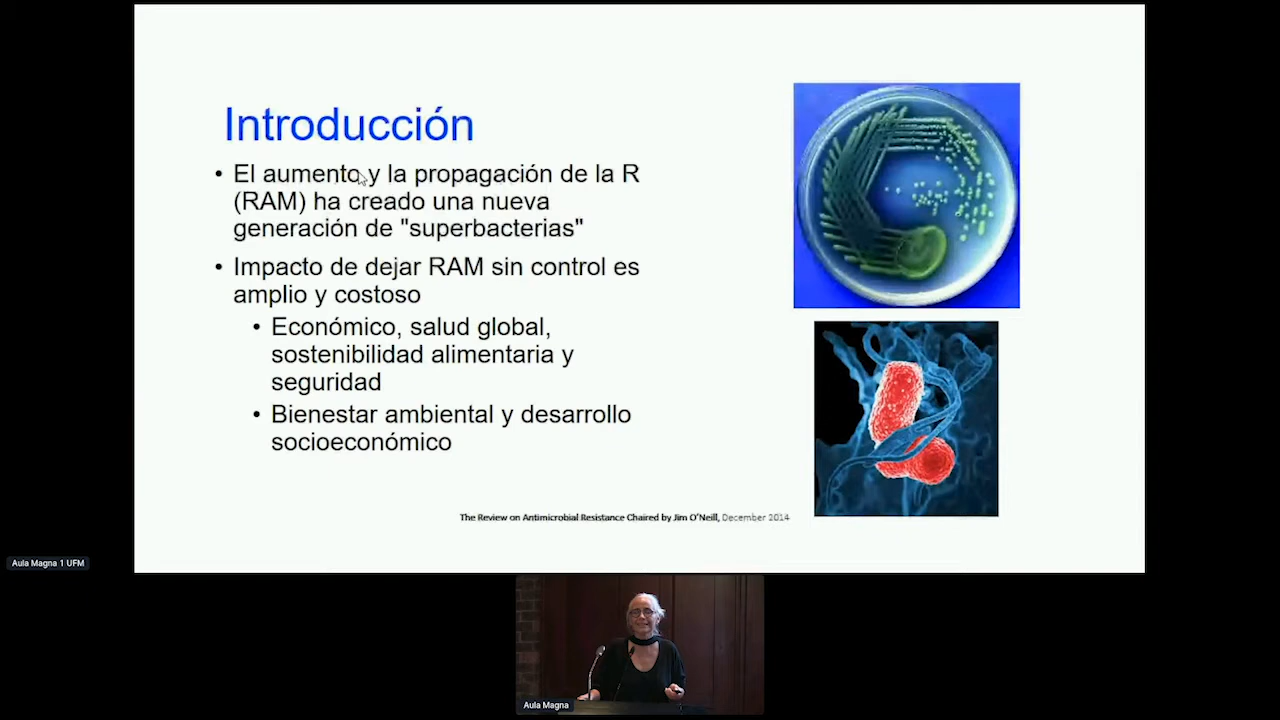 Introducción
• El aumento y la propagación de la R
(RAM) ha creado una nueva
generación de "superbacterias"
• Impacto de dejar RAM sin control es
amplio y costoso
• Económico, salud global,
sostenibilidad alimentaria y
seguridad
• Bienestar ambiental y desarrollo
socioeconómico
The Review on Antimicrobial Resistance Chaired by Jim O'Neill, December 2014
Aula Magna 1 UFM
Aula Magna